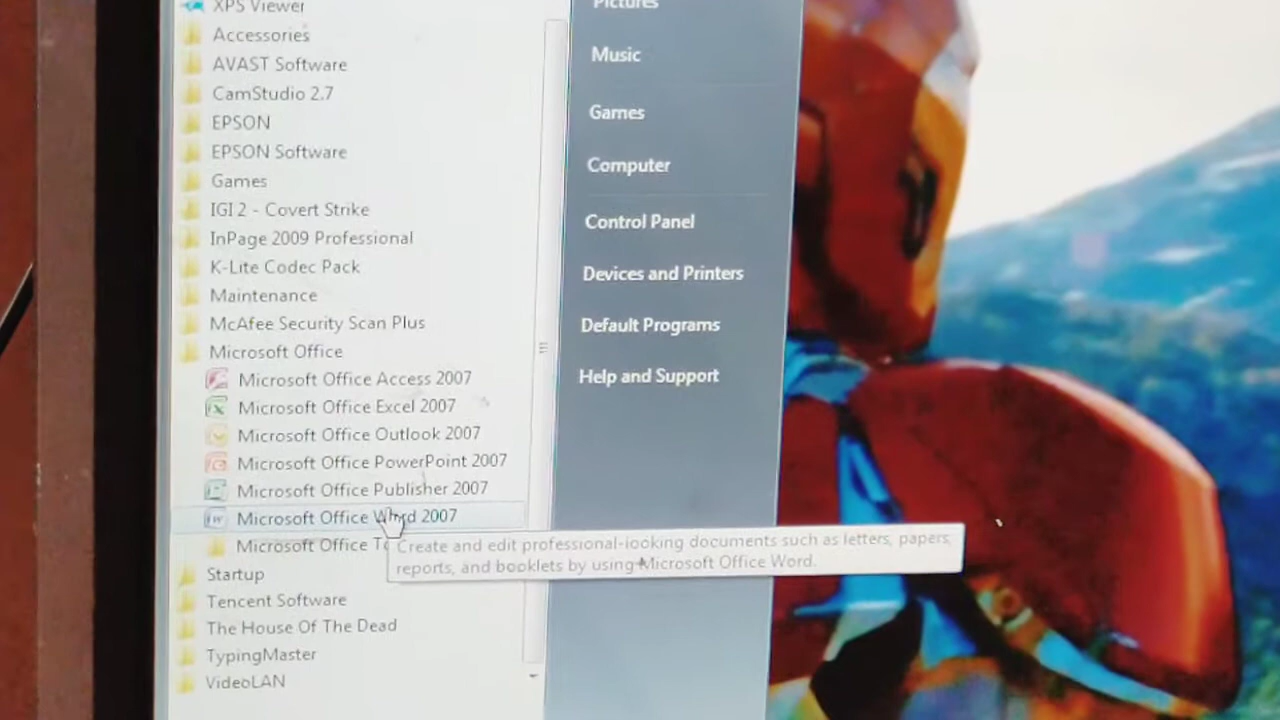 XPS Viewer
Accessories
AVAST Software
CamStudio 2.7
EPSON
EPSON Software
Games
IGI 2 - Covert Strike
InPage 2009 Professional
K-Lite Codec Pack
Maintenance
McAfee Security Scan Plus
Microsoft Office
Microsoft Office Access 2007
Microsoft Office Excel 2007
Microsoft Office Outlook 2007
Microsoft Office PowerPoint 2007
Microsoft Office Publisher 2007
Microsoft Office Word 2007
Microsoft Office
Create and edit professional-looking documents such as letters, papers,
reports, and booklets by using Microsoft Office Word.
Startup
Tencent Software
The House Of The Dead
TypingMaster
VideoLAN
Pictures
Music
Games
Computer
Control Panel
Devices and Printers
Default Programs
Help and Support